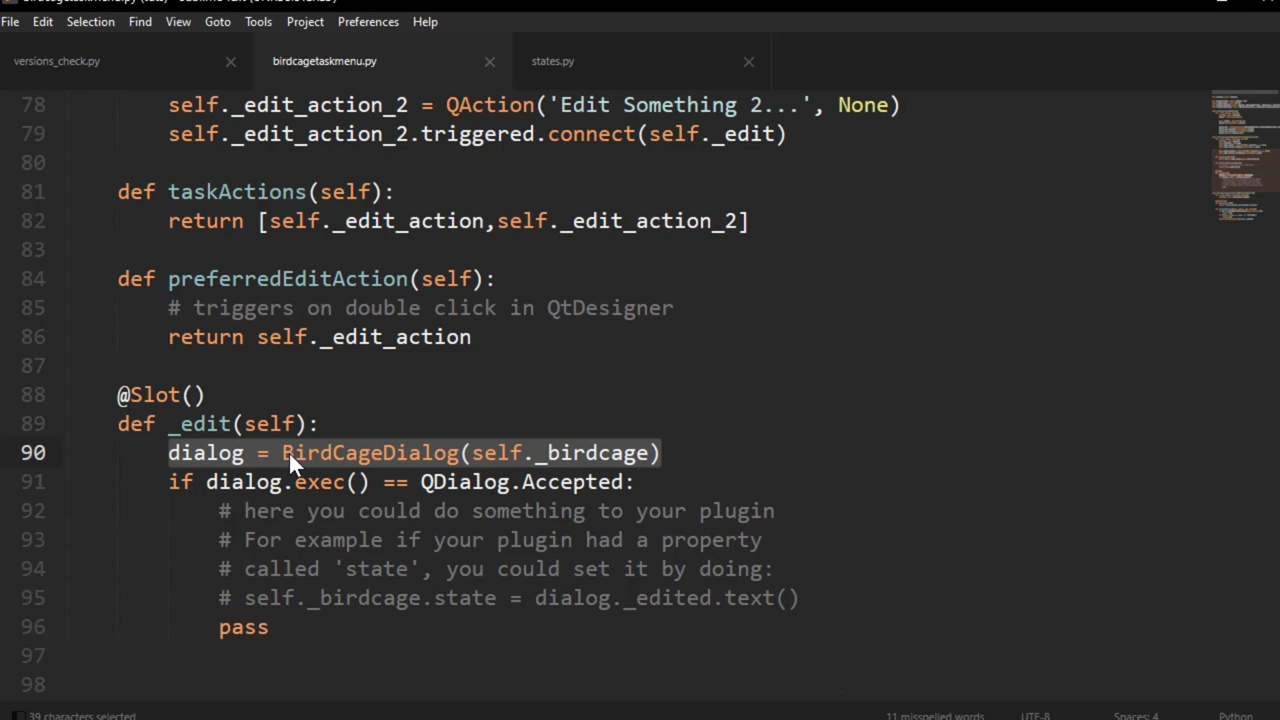 File Edit Selection Find View Goto Tools Project Preferences Help
versions_check.py birdcagetaskmenu.py states.py
78 self._edit_action_2 = QAction('Edit Something 2...', None)
79 self._edit_action_2.triggered.connect(self._edit)
80
81 def taskActions(self):
82 return [self._edit_action,self._edit_action_2]
83
84 def preferredEditAction(self):
85 # triggers on double click in QtDesigner
86 return self._edit_action
87
88 @Slot()
89 def _edit(self):
90 dialog = BirdCageDialog(self._birdcage)
91 if dialog.exec() == QDialog.Accepted:
92 # here you could do something to your plugin
93 # For example if your plugin had a property
94 # called 'state', you could set it by doing:
95 # self._birdcage.state = dialog._edited.text()
96 pass
97
98
39 characters selected 11 misspelled words UTF-8 Spaces: 4 Python